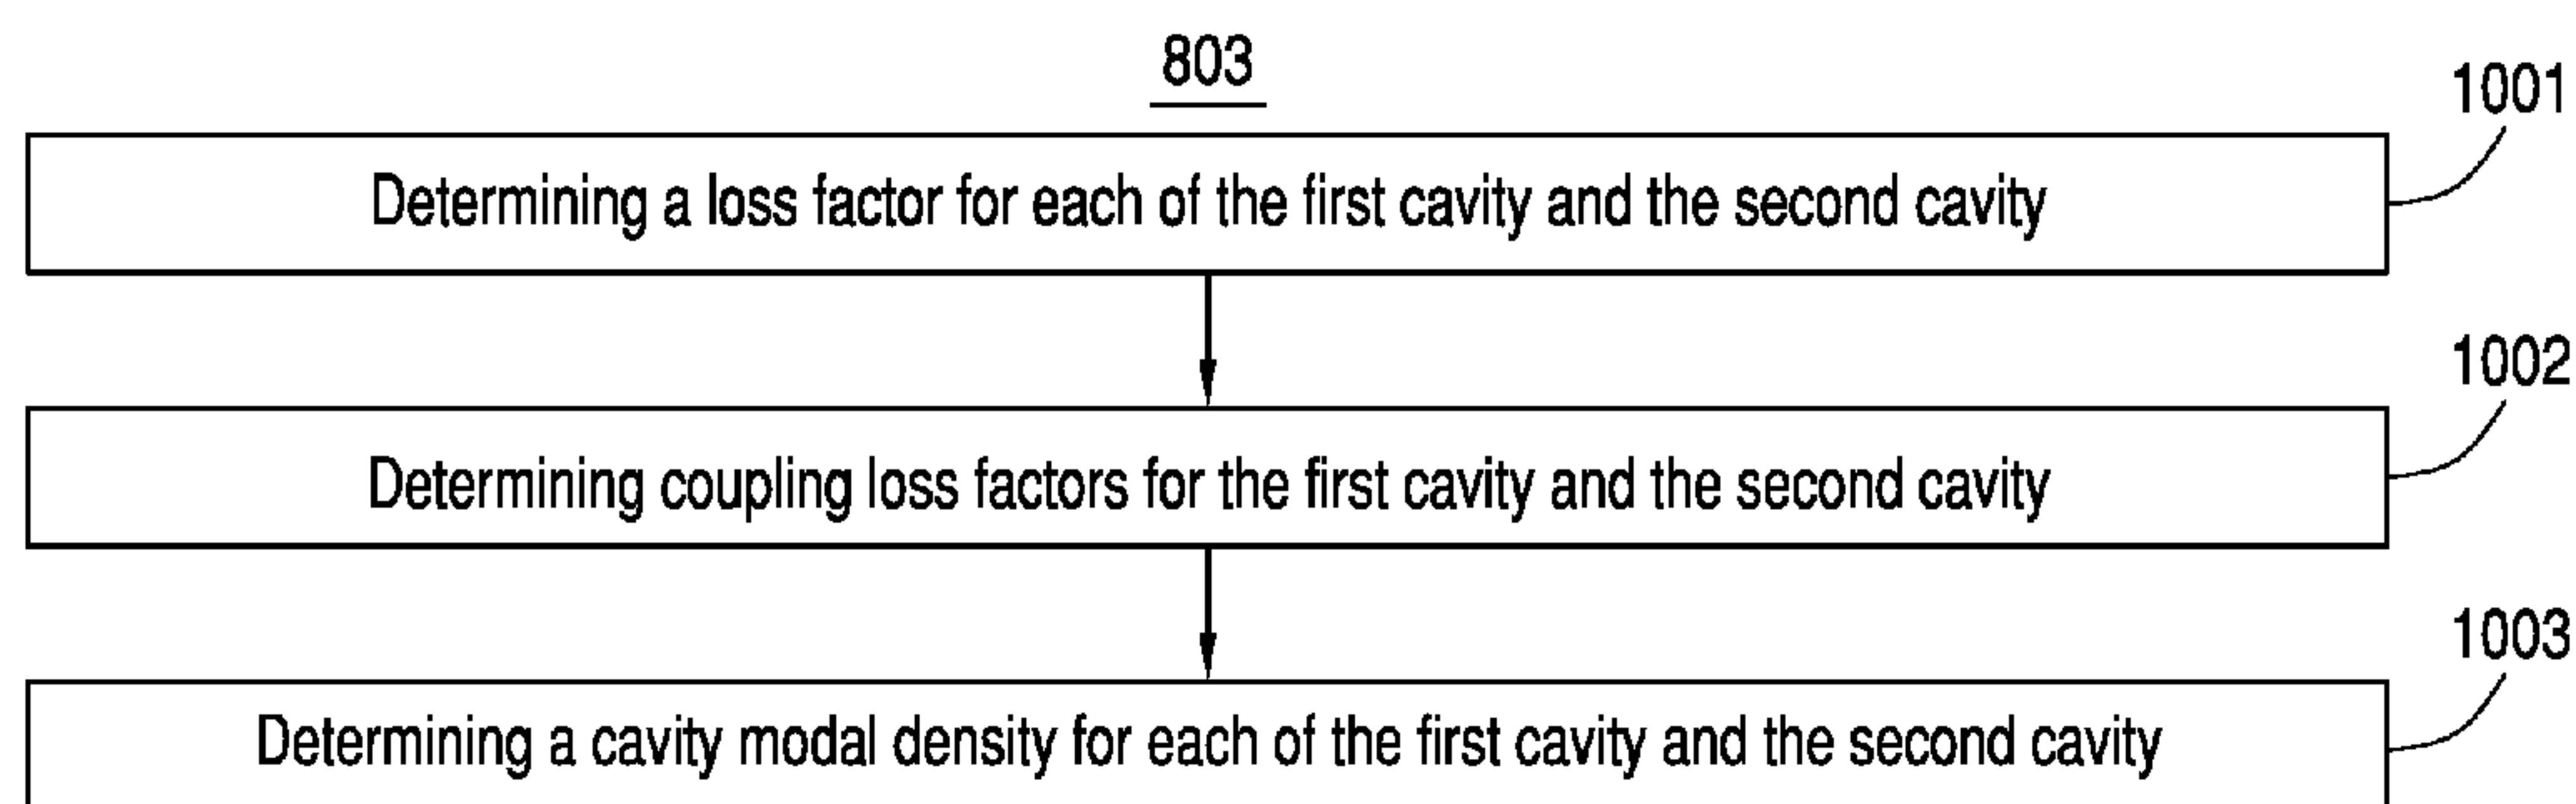 803
1001
Determining a loss factor for each of the first cavity and the second cavity
1002
Determining coupling loss factors for the first cavity and the second cavity
1003
Determining a cavity modal density for each of the first cavity and the second cavity